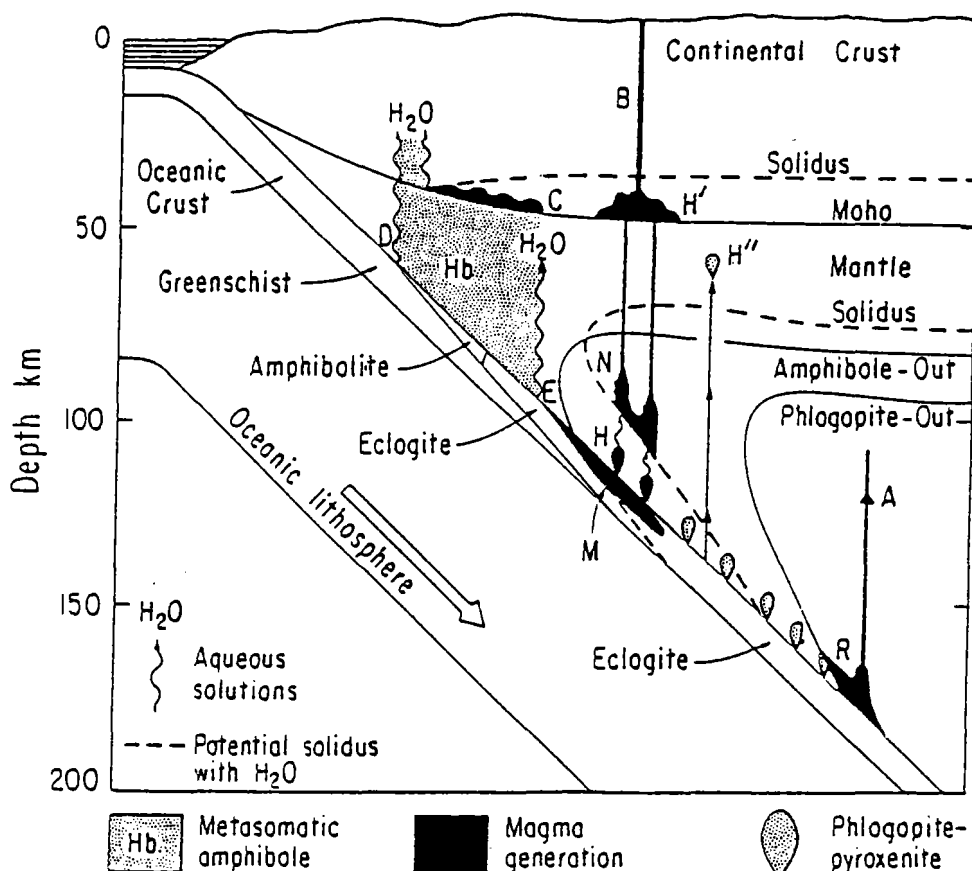 0
50
100
150
200
Depth km
Continental Crust
B
H₂O
Solidus
Oceanic
Crust
C
H′
Moho
D
H₂O
Greenschist
Hb
H″
Mantle
Solidus
Amphibolite
N
Amphibole-Out
E
Phlogopite-Out
Eclogite
H
A
Oceanic
lithosphere
M
H₂O
Aqueous
solutions
Eclogite
R
Potential solidus
with H₂O
Hb.
Metasomatic
amphibole
Magma
generation
Phlogopite-
pyroxenite